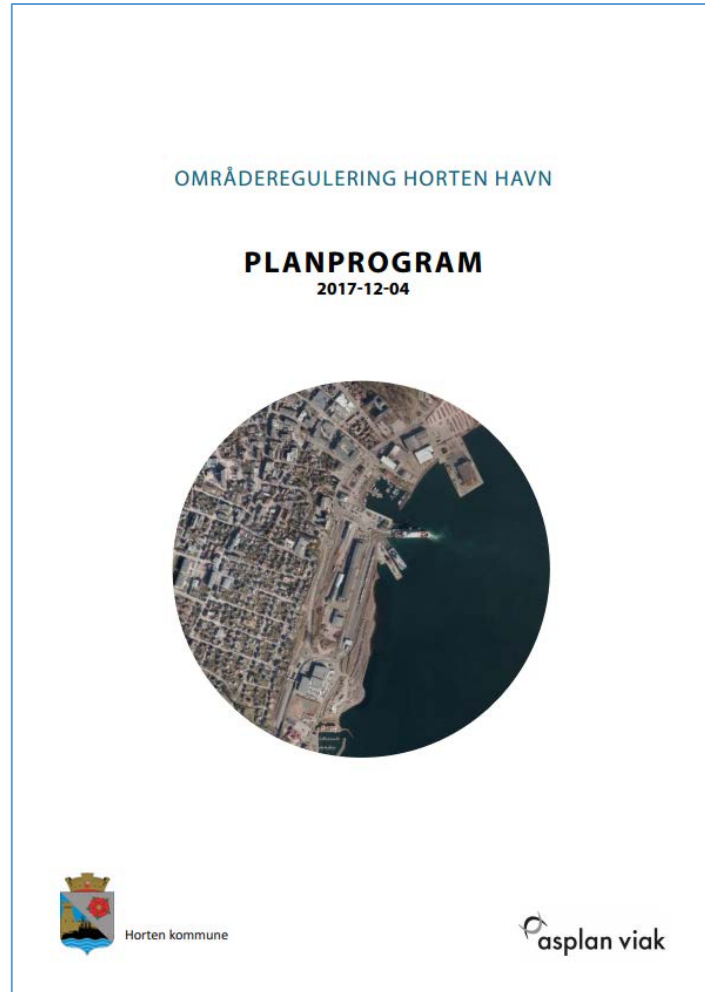 OMRÅDEREGULERING HORTEN HAVN
PLANPROGRAM
2017-12-04
Horten kommune
asplan viak